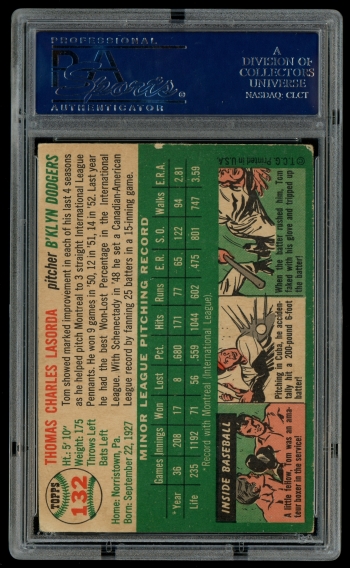 PROFESSIONAL
PSA
Sports
AUTHENTICATOR
A
DIVISION OF
COLLECTORS
UNIVERSE
NASDAQ: CLCT
TOPPS
132
THOMAS CHARLES LASORDA
pitcher B'KLYN DODGERS
Ht.: 5' 10"
Weight: 175
Throws Left
Bats Left
Home: Norristown, Pa.
Born: September 22, 1927
Tom showed marked improvement in each of his last 4 seasons
as he helped pitch Montreal to 3 straight International League
Pennants. He won 9 games in '50, 12 in '51, 14 in '52. Last year
he had the best Won-Lost Percentage in the International
League. With Schenectady in '48 he set a Canadian-American
League record by fanning 25 batters in a 15-inning game.
MINOR LEAGUE PITCHING RECORD
Games Innings Won Lost Pct. Hits Runs E.R. S.O. Walks E.R.A.
*Year 36 208 17 8 .680 171 77 65 122 94 2.81
Life 235 1192 71 56 .559 1044 602 475 801 747 3.59
*Record with Montreal (International League).
INSIDE BASEBALL
© T.C.G. Printed in U.S.A.
A little fellow, Tom was an ama-
teur boxer in the service!
Pitching in Cuba, he acciden-
tally hit a 200-pound 6-foot
batter!
When the batter rushed him, Tom
tackled him with his glove and tripped up
the batter!